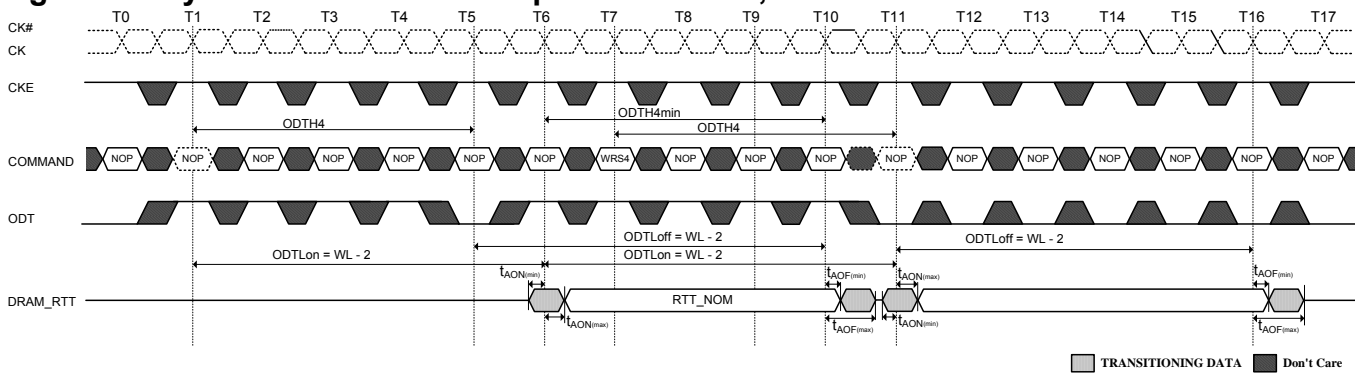 T0 T1 T2 T3 T4 T5 T6 T7 T8 T9 T10 T11 T12 T13 T14 T15 T16 T17
CK#
CK
CKE
ODTH4min
ODTH4
ODTH4
COMMAND NOP NOP NOP NOP NOP NOP NOP WRS4 NOP NOP NOP NOP NOP NOP NOP NOP NOP NOP
ODT
ODTLoff = WL - 2
ODTLoff = WL - 2
ODTLon = WL - 2
ODTLon = WL - 2
tAON(min)
tAOF(min)
tAON(max)
tAOF(min)
DRAM_RTT
RTT_NOM
tAON(max)
tAOF(max)
tAON(min)
tAOF(max)
TRANSITIONING DATA
Don't Care